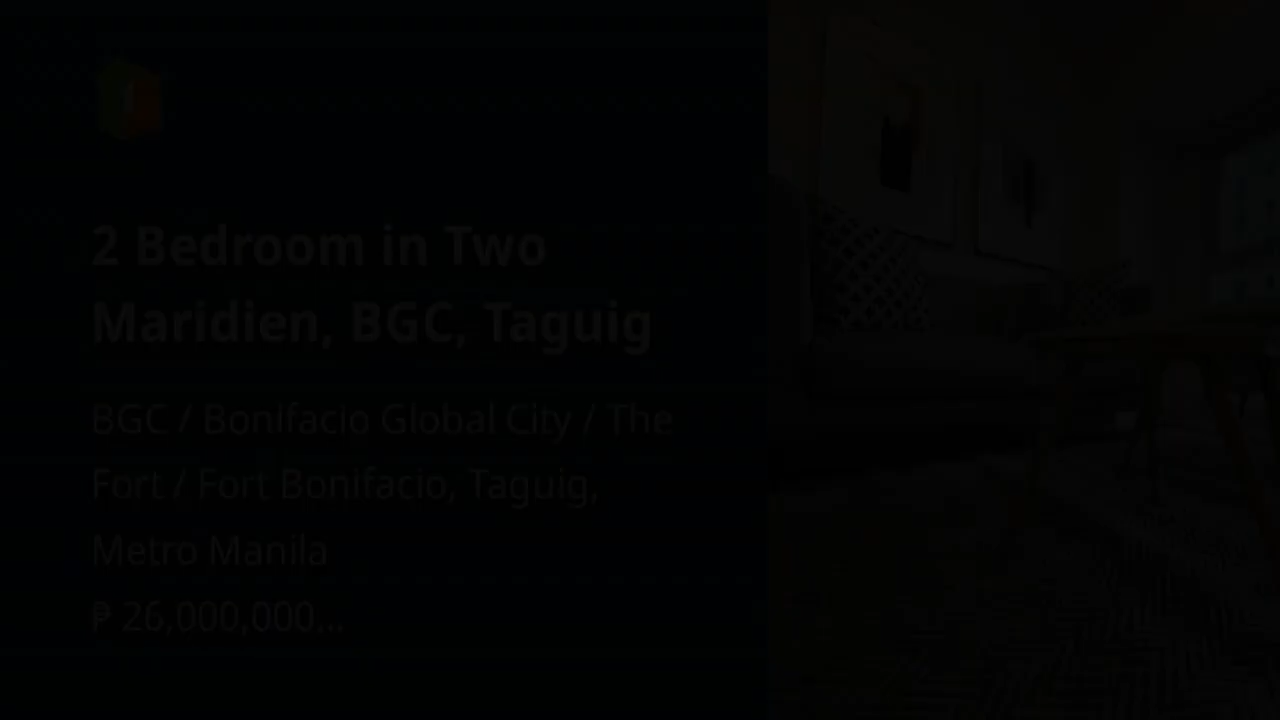 2 Bedroom in Two
Maridien, BGC, Taguig
BGC / Bonifacio Global City / The
Fort / Fort Bonifacio, Taguig,
Metro Manila
₱ 26,000,000...